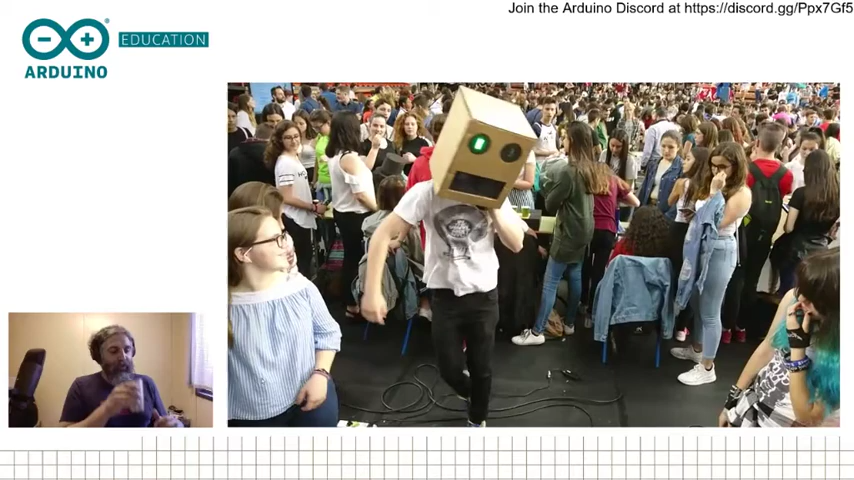 Join the Arduino Discord at https://discord.gg/Ppx7Gf5
EDUCATION
ARDUINO